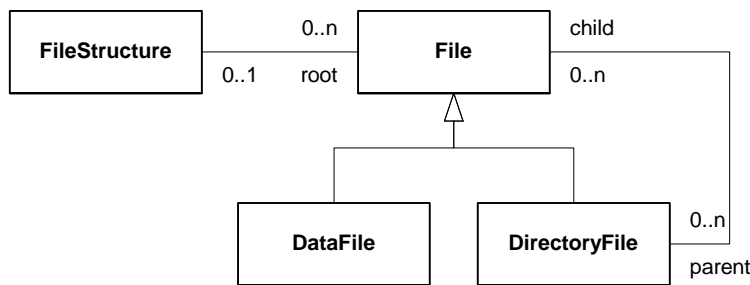 0..n
child
FileStructure
File
0..1
root
0..n
DataFile
DirectoryFile
0..n
parent